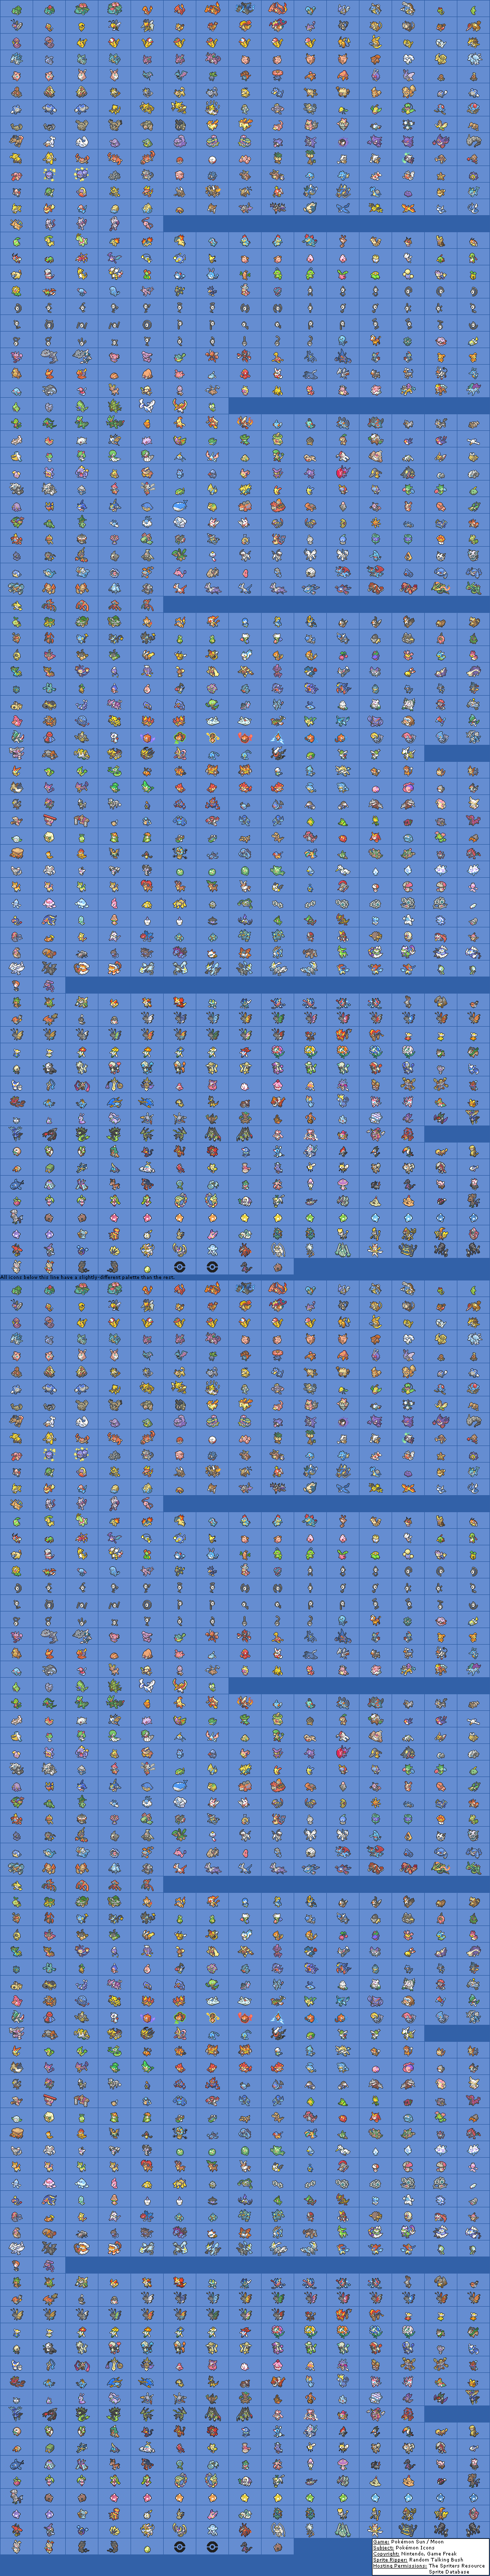 All icons below this line have a slightly-different palette than the rest.
Game: Pokémon Sun / Moon
Subject: Pokémon Icons
Copyright: Nintendo, Game Freak
Sprite Ripper: Random Talking Bush
Hosting Permissions: The Spriters Resource
Sprite Database